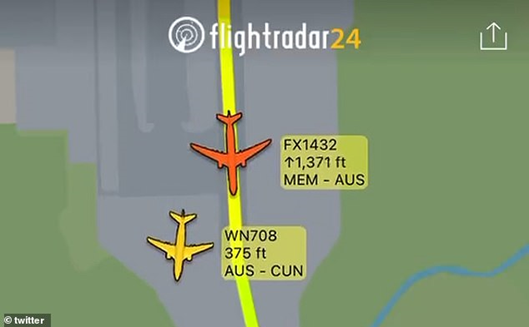 flightradar24
FX1432
↑1,371 ft
MEM - AUS
WN708
375 ft
AUS - CUN
© twitter